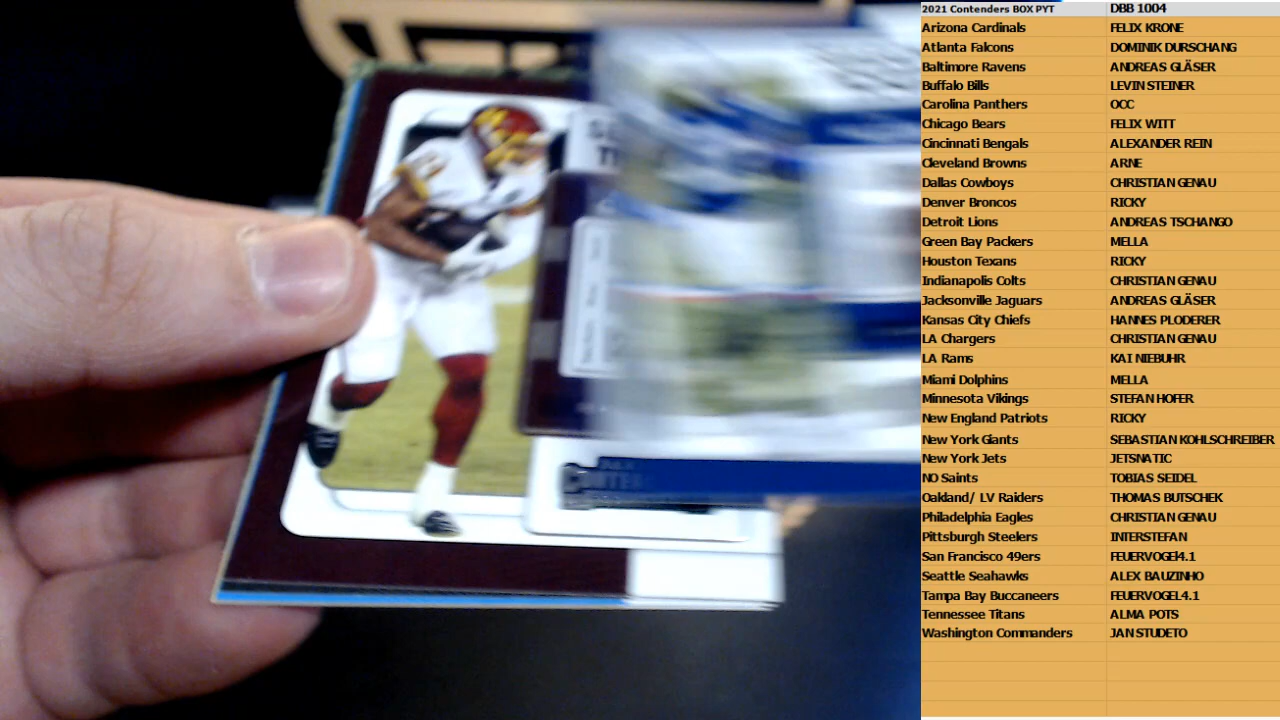 2021 Contenders BOX PYT DBB 1004
Arizona Cardinals FELIX KRONE
Atlanta Falcons DOMINIK DURSCHANG
Baltimore Ravens ANDREAS GLÄSER
Buffalo Bills LEVIN STEINER
Carolina Panthers OCC
Chicago Bears FELIX WITT
Cincinnati Bengals ALEXANDER REIN
Cleveland Browns ARNE
Dallas Cowboys CHRISTIAN GENAU
Denver Broncos RICKY
Detroit Lions ANDREAS TSCHANGO
Green Bay Packers MELLA
Houston Texans RICKY
Indianapolis Colts CHRISTIAN GENAU
Jacksonville Jaguars ANDREAS GLÄSER
Kansas City Chiefs HANNES PLODERER
LA Chargers CHRISTIAN GENAU
LA Rams KAI NIEBUHR
Miami Dolphins MELLA
Minnesota Vikings STEFAN HOFER
New England Patriots RICKY
New York Giants SEBASTIAN KOHLSCHREIBER
New York Jets JETSNATIC
NO Saints TOBIAS SEIDEL
Oakland/ LV Raiders THOMAS BUTSCHEK
Philadelphia Eagles CHRISTIAN GENAU
Pittsburgh Steelers INTERSTEFAN
San Francisco 49ers FEUERVOGEl4.1
Seattle Seahawks ALEX BAUZINHO
Tampa Bay Buccaneers FEUERVOGEL4.1
Tennessee Titans ALMA POTS
Washington Commanders JAN STUDETO